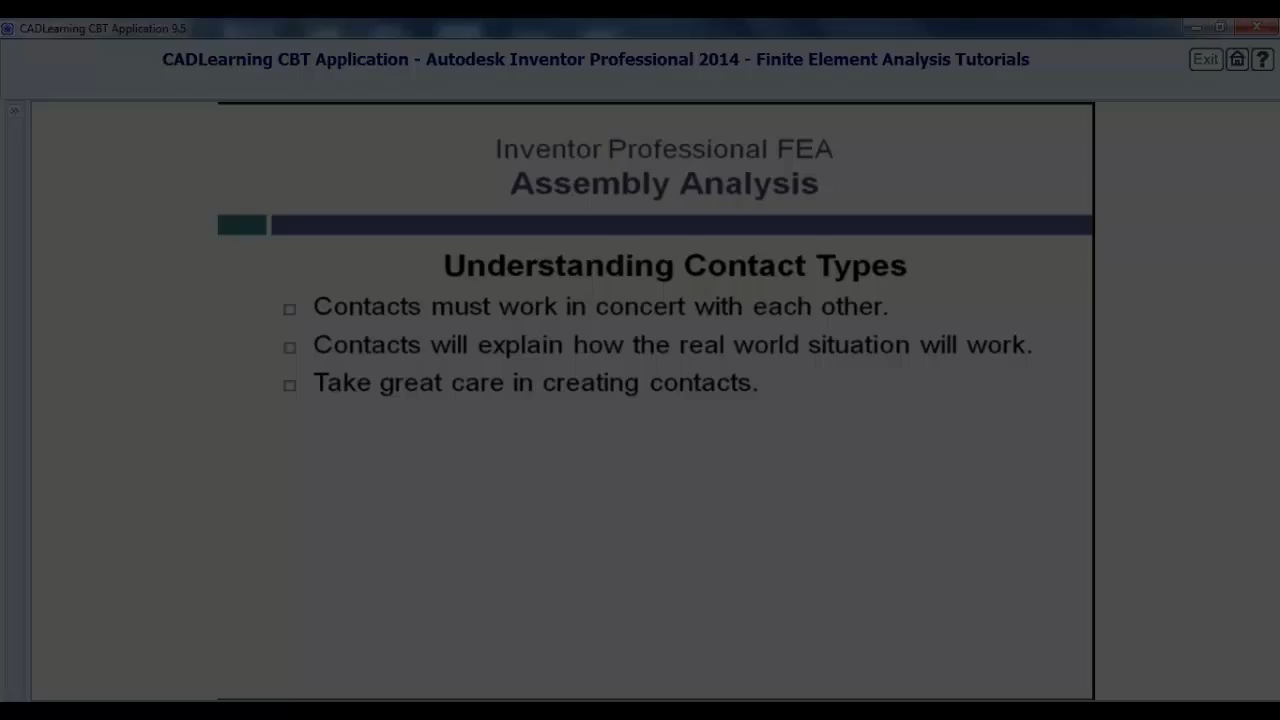 CADLearning CBT Application 9.5
CADLearning CBT Application - Autodesk Inventor Professional 2014 - Finite Element Analysis Tutorials
Exit
?
Inventor Professional FEA
Assembly Analysis
Understanding Contact Types
Contacts must work in concert with each other.
Contacts will explain how the real world situation will work.
Take great care in creating contacts.